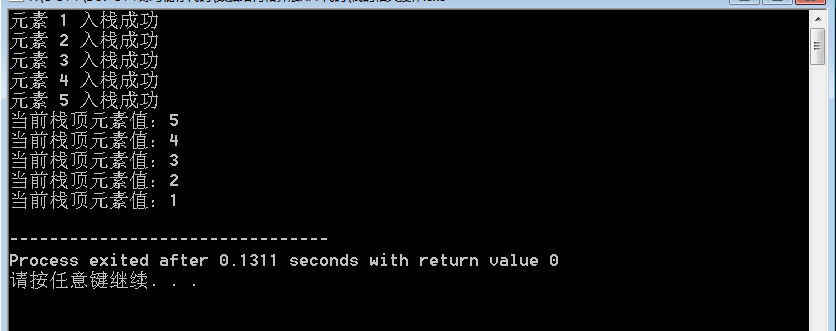 元素 1 入栈成功
元素 2 入栈成功
元素 3 入栈成功
元素 4 入栈成功
元素 5 入栈成功
当前栈顶元素值：5
当前栈顶元素值：4
当前栈顶元素值：3
当前栈顶元素值：2
当前栈顶元素值：1
--------------------------------
Process exited after 0.1311 seconds with return value 0
请按任意键继续. . .